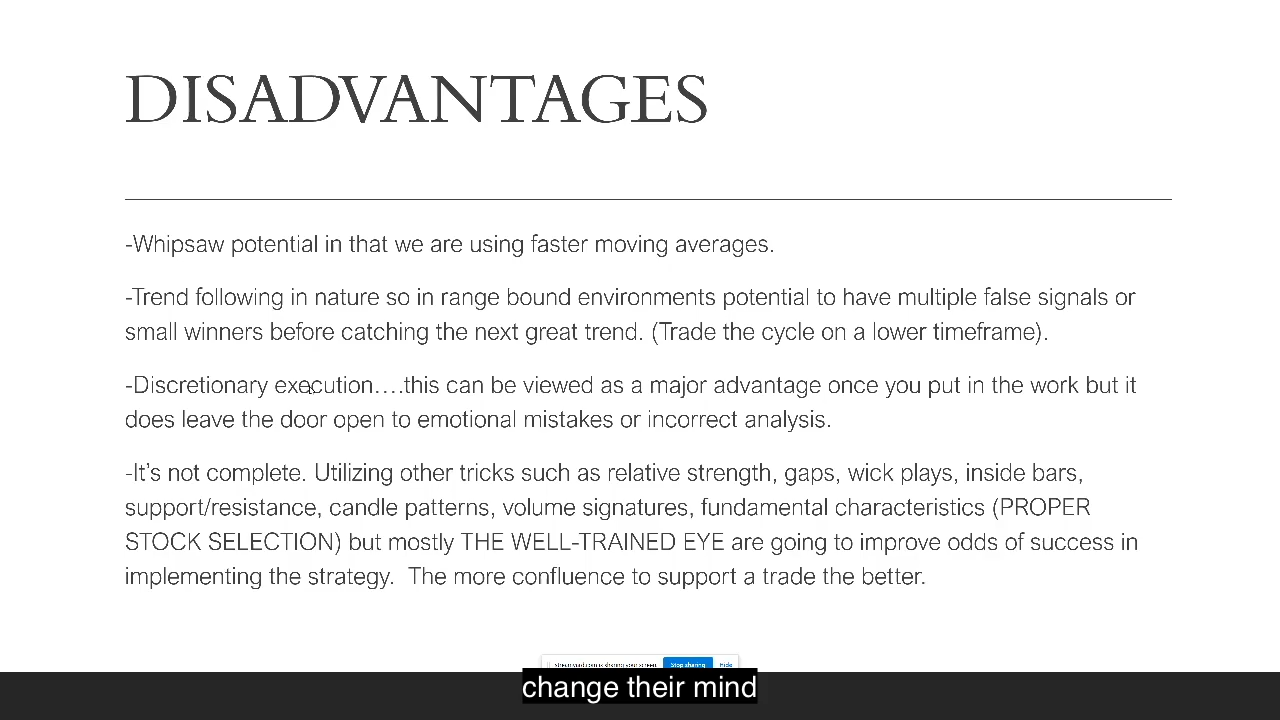 DISADVANTAGES
-Whipsaw potential in that we are using faster moving averages.
-Trend following in nature so in range bound environments potential to have multiple false signals or
small winners before catching the next great trend. (Trade the cycle on a lower timeframe).
-Discretionary execution….this can be viewed as a major advantage once you put in the work but it
does leave the door open to emotional mistakes or incorrect analysis.
-It’s not complete. Utilizing other tricks such as relative strength, gaps, wick plays, inside bars,
support/resistance, candle patterns, volume signatures, fundamental characteristics (PROPER
STOCK SELECTION) but mostly THE WELL-TRAINED EYE are going to improve odds of success in
implementing the strategy.  The more confluence to support a trade the better.
is sharing your screen. Stop sharing Hide
change their mind